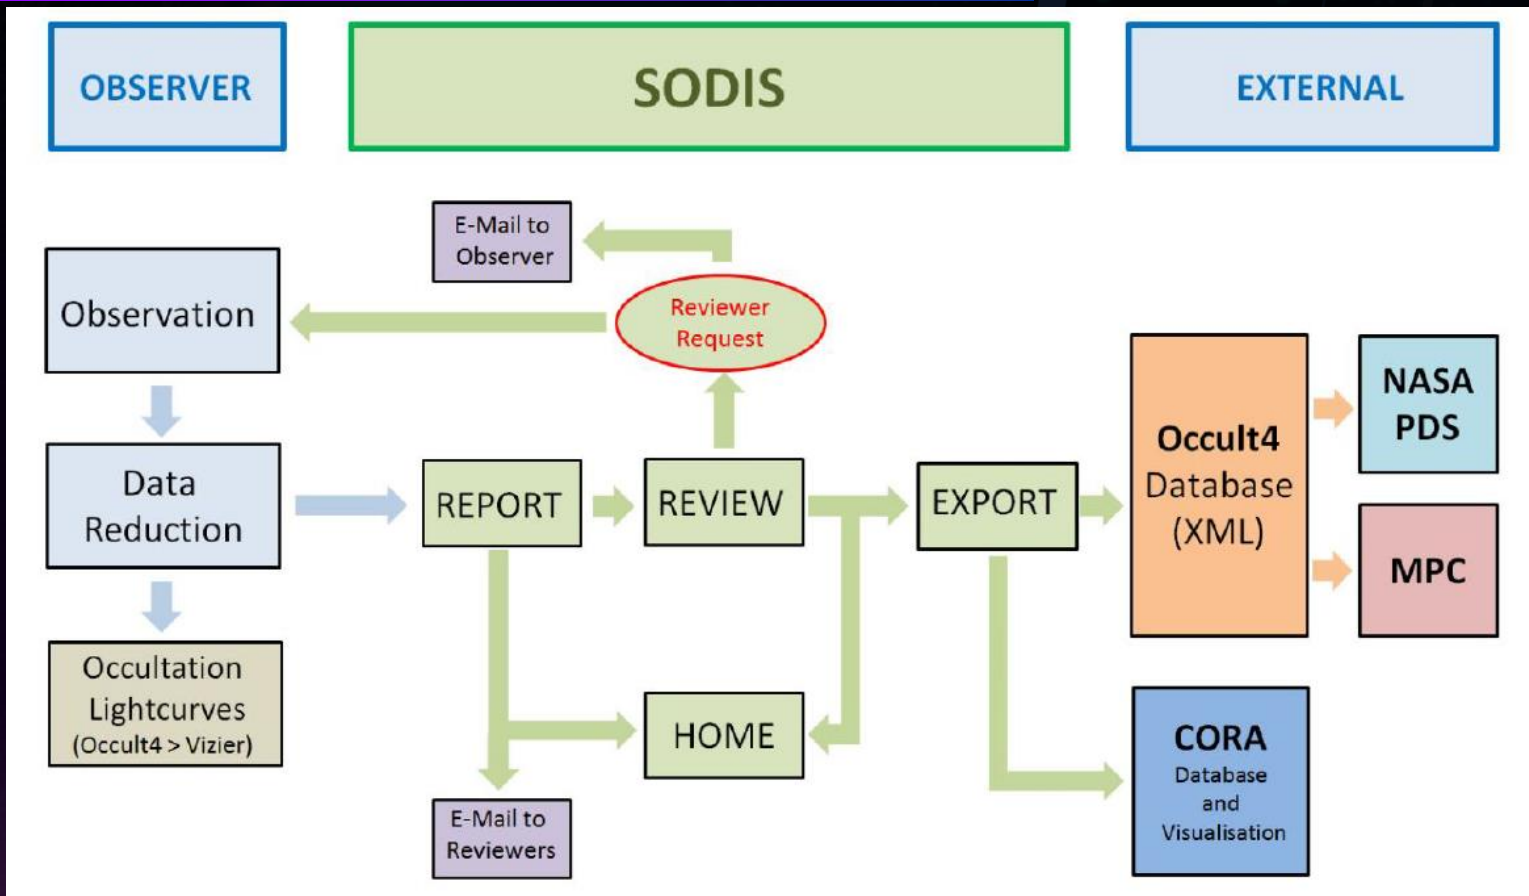 OBSERVER
SODIS
EXTERNAL
E-Mail to
Observer
Observation
Reviewer
Request
Data
Reduction
REPORT
REVIEW
EXPORT
Occult4
Database
(XML)
NASA
PDS
MPC
Occultation
Lightcurves
(Occult4 > Vizier)
HOME
CORA
Database
and
Visualisation
E-Mail to
Reviewers